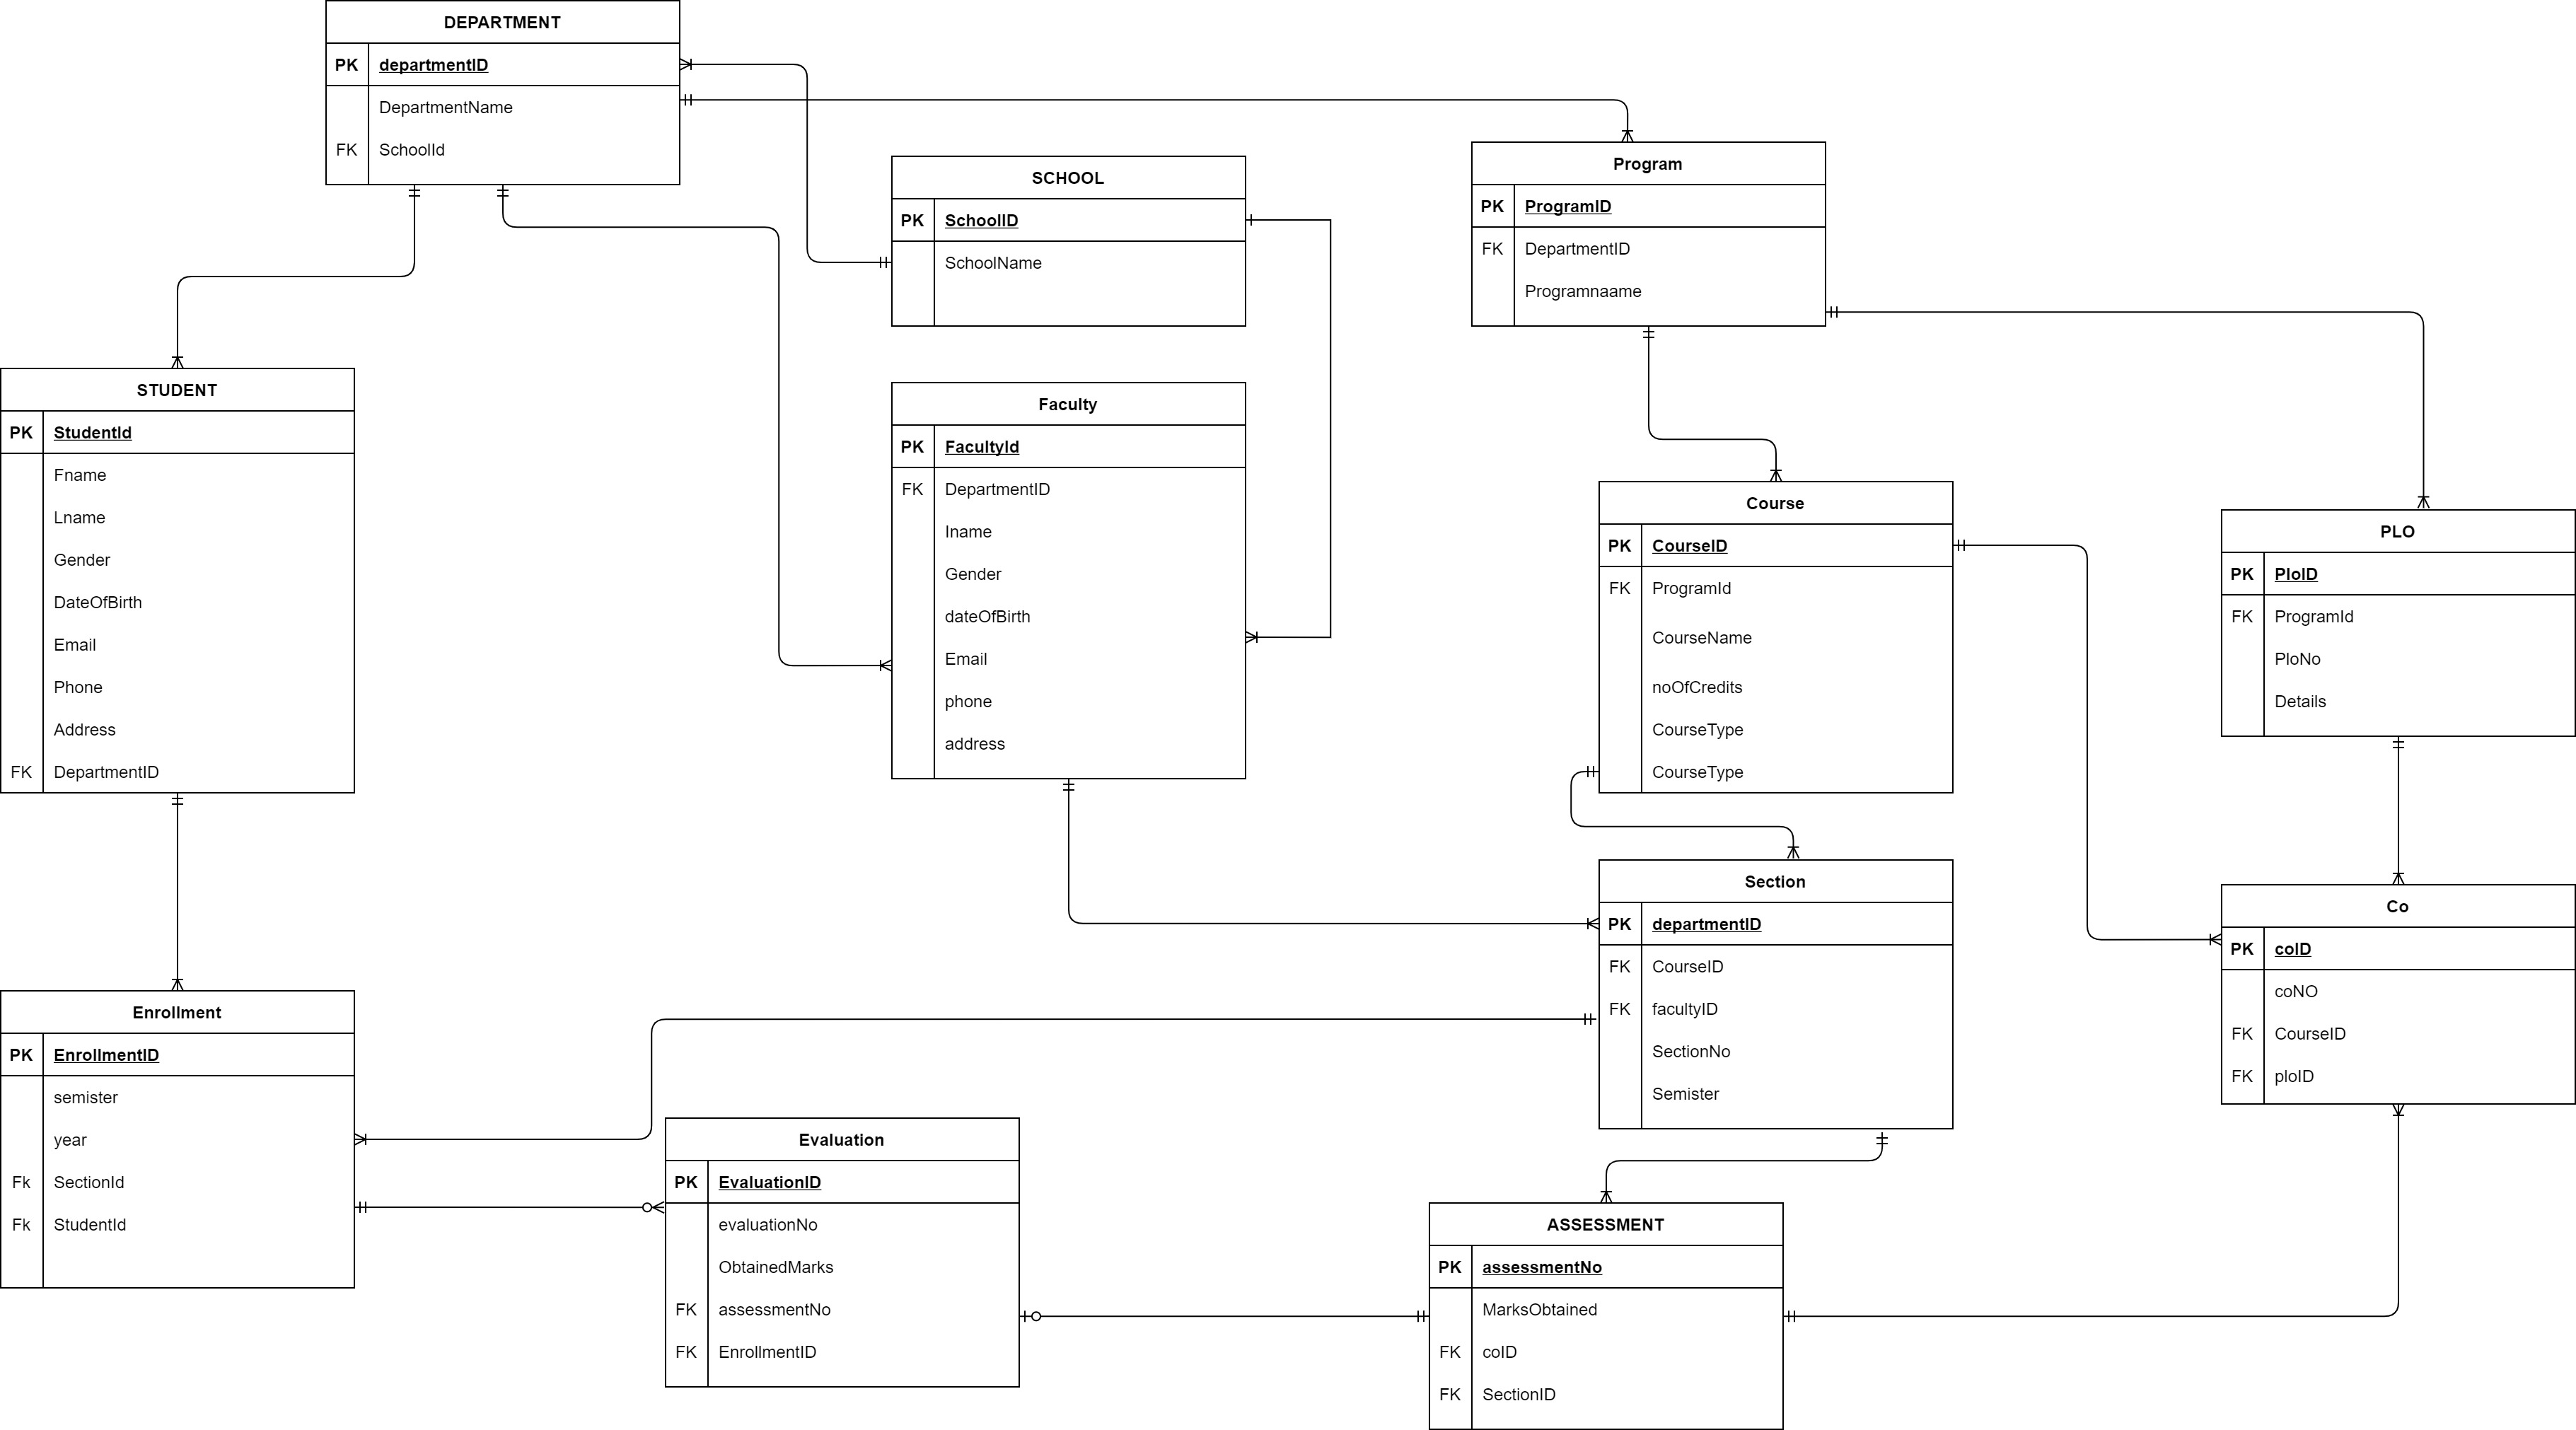 DEPARTMENT
PK departmentID
DepartmentName
FK SchoolId
SCHOOL
PK SchoolID
SchoolName
Program
PK ProgramID
FK DepartmentID
Programnaame
STUDENT
PK StudentId
Fname
Lname
Gender
DateOfBirth
Email
Phone
Address
FK DepartmentID
Faculty
PK FacultyId
FK DepartmentID
Iname
Gender
dateOfBirth
Email
phone
address
Course
PK CourseID
FK ProgramId
CourseName
noOfCredits
CourseType
CourseType
PLO
PK PloID
FK ProgramId
PloNo
Details
Section
PK departmentID
FK CourseID
FK facultyID
SectionNo
Semister
Co
PK coID
coNO
FK CourseID
FK ploID
Enrollment
PK EnrollmentID
semister
year
Fk SectionId
Fk StudentId
Evaluation
PK EvaluationID
evaluationNo
ObtainedMarks
FK assessmentNo
FK EnrollmentID
ASSESSMENT
PK assessmentNo
MarksObtained
FK coID
FK SectionID